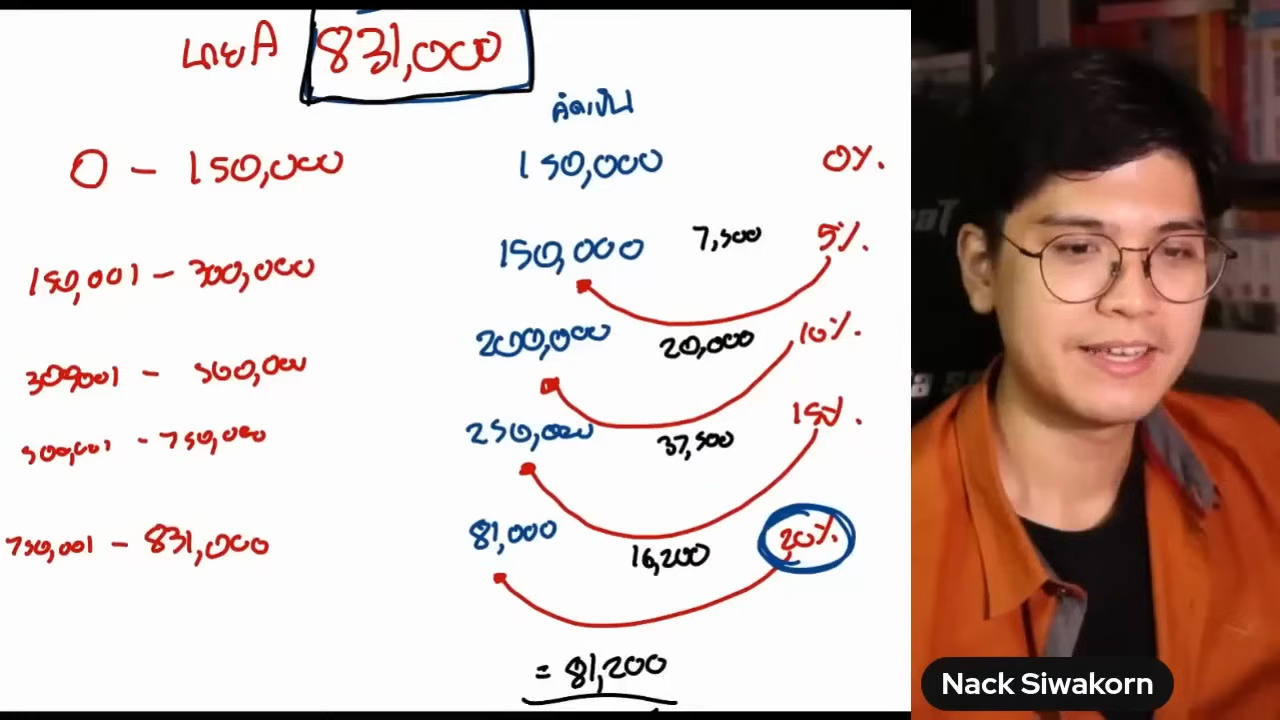 นาย A 831,000
คิดเป็น
0 - 150,000 150,000 0%.
150,001 - 300,000 150,000 7,500 5%.
300,001 - 500,000 200,000 20,000 10%.
500,001 - 750,000 250,000 37,500 15%.
750,001 - 831,000 81,000 16,200 20%.
= 81,200
Nack Siwakorn